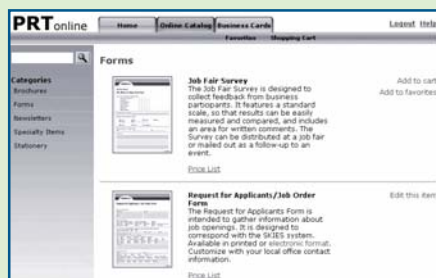 PRTonline
Home Online Catalog Business Cards
Logout Help
Favorites Shopping Cart
Categories
Brochures
Forms
Newsletters
Specialty Items
Stationery
Forms
Job Fair Survey
The Job Fair Survey is designed to
collect feedback from business
participants. It features a standard
scale, so that results can be easily
measured and compared, and includes
an area for written comments. The
Survey can be distributed at a job fair
or mailed out as a follow-up to an
event.
Price List
Add to cart
Add to favorites
Request for Applicants/Job Order
Form
The Request for Applicants Form is
intended to gather information about
job openings. It is designed to
correspond with the SKIES system.
Available in printed or electronic format.
Customize with your local office contact
information.
Price List
Edit this item